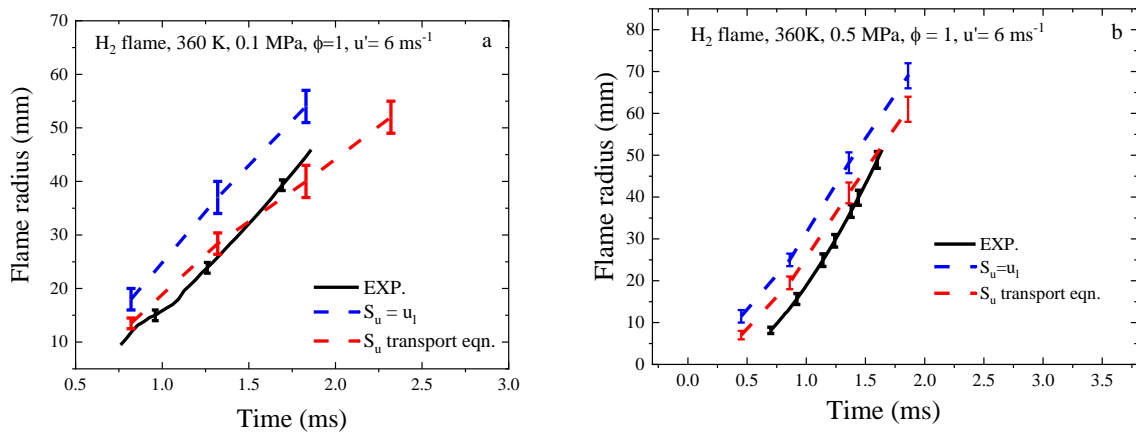 H₂ flame, 360 K, 0.1 MPa, ϕ=1, u'= 6 ms⁻¹
a
Flame radius (mm)
70
60
50
40
30
20
10
EXP.
Sᵤ = uₗ
Sᵤ transport eqn.
0.5 1.0 1.5 2.0 2.5 3.0
Time (ms)
H₂ flame, 360K, 0.5 MPa, ϕ = 1, u'= 6 ms⁻¹
b
Flame radius (mm)
80
70
60
50
40
30
20
10
0
EXP.
Sᵤ=uₗ
Sᵤ transport eqn.
0.0 0.5 1.0 1.5 2.0 2.5 3.0 3.5
Time (ms)